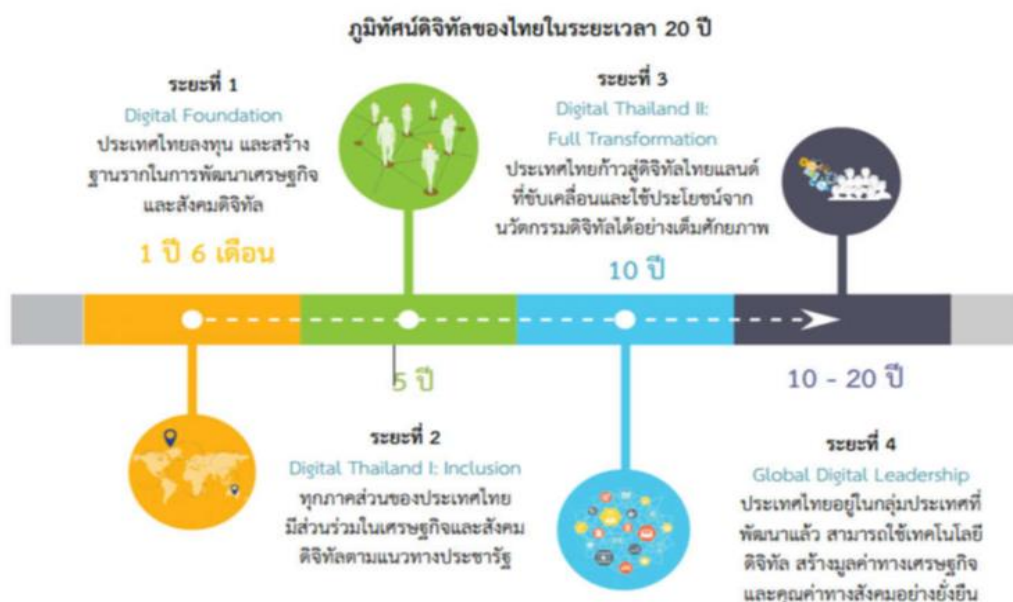 ภูมิทัศน์ดิจิทัลของไทยในระยะเวลา 20 ปี
ระยะที่ 1
Digital Foundation
ประเทศไทยลงทุน และสร้าง
ฐานรากในการพัฒนาเศรษฐกิจ
และสังคมดิจิทัล
1 ปี 6 เดือน
5 ปี
ระยะที่ 2
Digital Thailand I: Inclusion
ทุกภาคส่วนของประเทศไทย
มีส่วนร่วมในเศรษฐกิจและสังคม
ดิจิทัลตามแนวทางประชารัฐ
ระยะที่ 3
Digital Thailand II:
Full Transformation
ประเทศไทยก้าวสู่ดิจิทัลไทยแลนด์
ที่ขับเคลื่อนและใช้ประโยชน์จาก
นวัตกรรมดิจิทัลได้อย่างเต็มศักยภาพ
10 ปี
10 - 20 ปี
ระยะที่ 4
Global Digital Leadership
ประเทศไทยอยู่ในกลุ่มประเทศที่
พัฒนาแล้ว สามารถใช้เทคโนโลยี
ดิจิทัล สร้างมูลค่าทางเศรษฐกิจ
และคุณค่าทางสังคมอย่างยั่งยืน